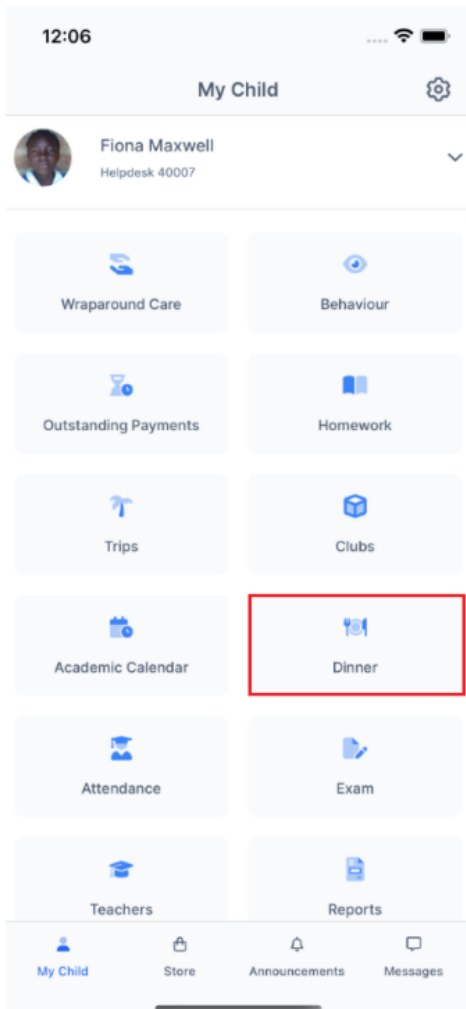 12:06
My Child
Fiona Maxwell
Helpdesk 40007
Wraparound Care
Behaviour
Outstanding Payments
Homework
Trips
Clubs
Academic Calendar
Dinner
Attendance
Exam
Teachers
Reports
My Child
Store
Announcements
Messages